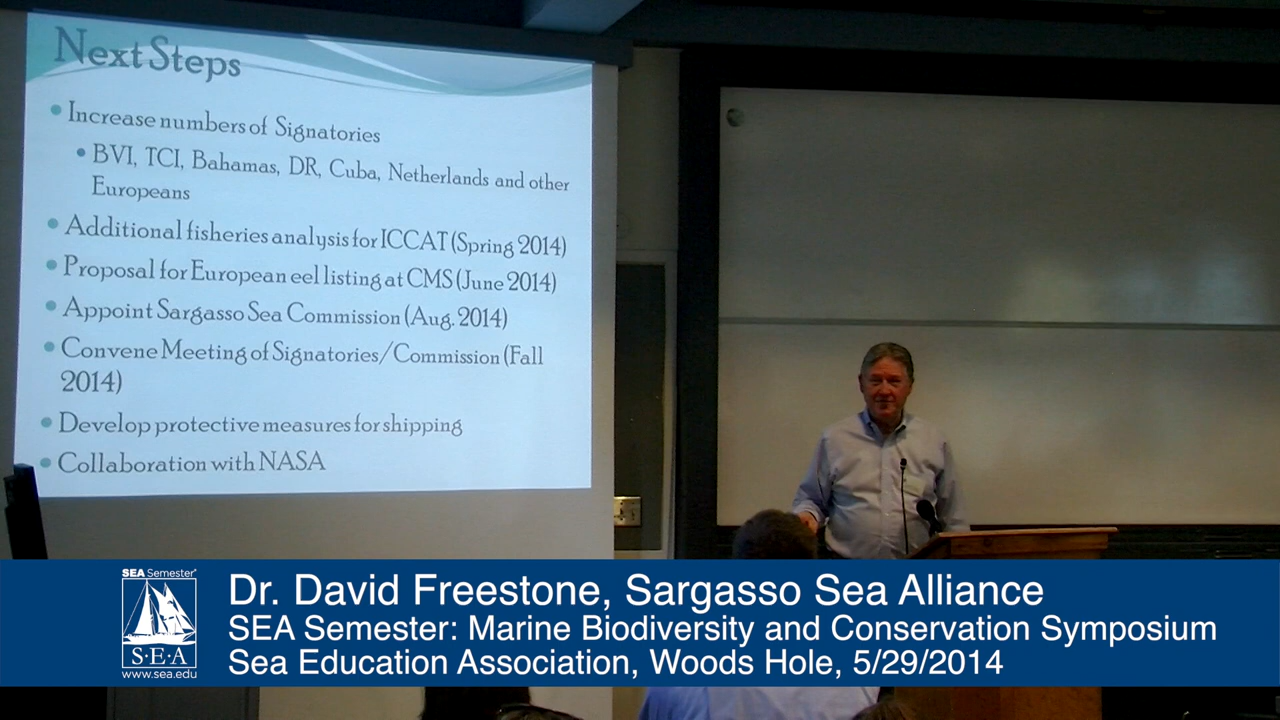 Next Steps
Increase numbers of Signatories
BVI, TCI, Bahamas, DR, Cuba, Netherlands and other
Europeans
Additional fisheries analysis for ICCAT (Spring 2014)
Proposal for European eel listing at CMS (June 2014)
Appoint Sargasso Sea Commission (Aug. 2014)
Convene Meeting of Signatories/Commission (Fall
2014)
Develop protective measures for shipping
Collaboration with NASA
SEA Semester®
S·E·A
www.sea.edu
Dr. David Freestone, Sargasso Sea Alliance
SEA Semester: Marine Biodiversity and Conservation Symposium
Sea Education Association, Woods Hole, 5/29/2014